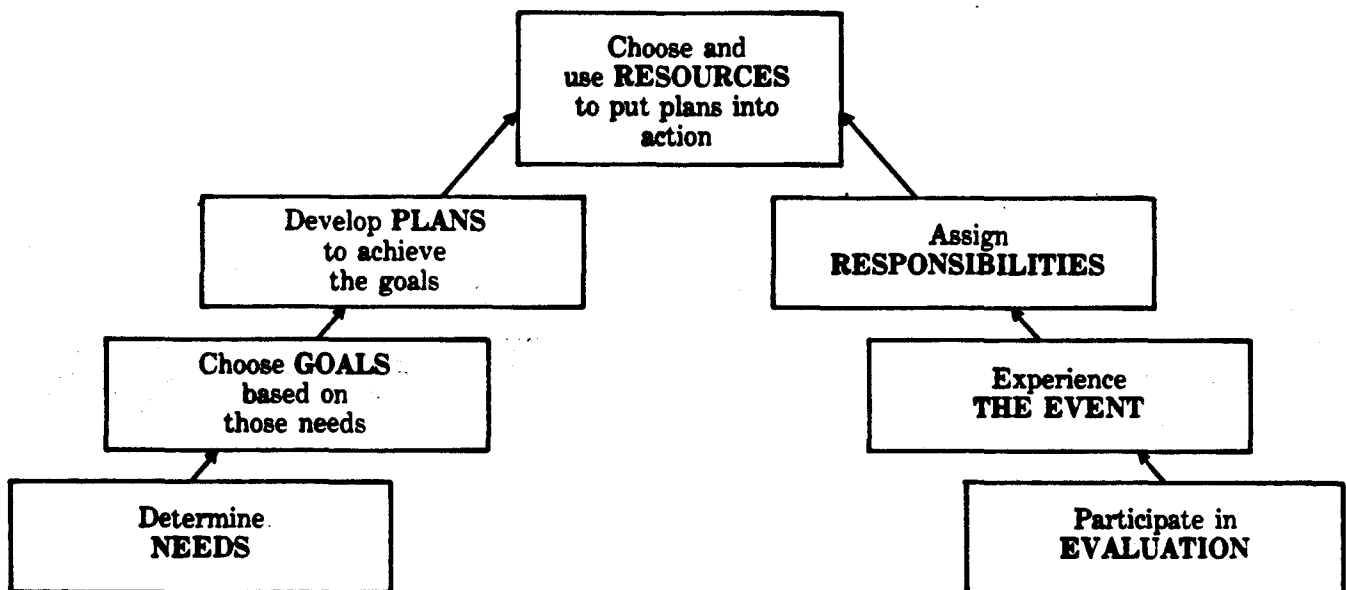 Choose and
use RESOURCES
to put plans into
action
Develop PLANS
to achieve
the goals
Assign
RESPONSIBILITIES
Choose GOALS
based on
those needs
Experience
THE EVENT
Determine
NEEDS
Participate in
EVALUATION